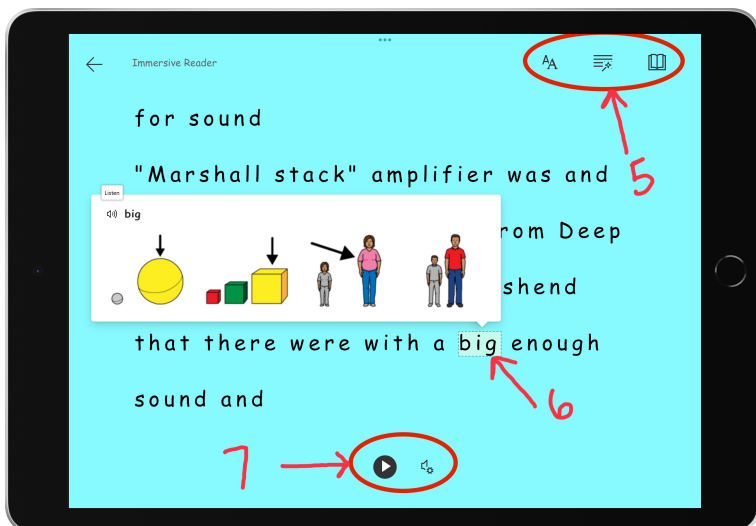 Immersive Reader
for sound
"Marshall stack" amplifier was and
5
Listen
big
rom Deep
shend
that there were with a big enough
sound and
6
7